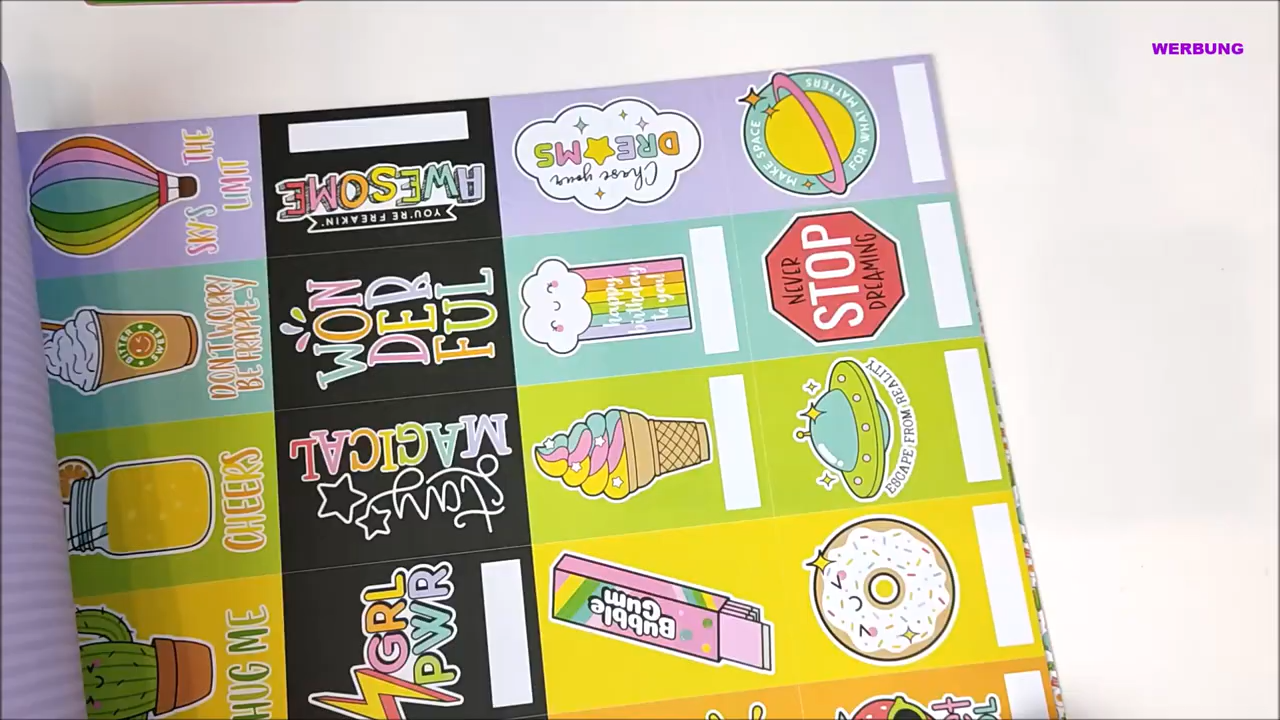 WERBUNG
SKY'S THE
LIMIT
YOU'RE FREAKIN'
AWESOME
Chase your
DREAMS
MAKE SPACE
FOR WHAT MATTERS
DON'T WORRY
BE FRAPPE-Y
BITTER
SWEET
WON
DER
FUL
happy
birthday
to you
NEVER
STOP
DREAMING
CHEERS
stay
MAGICAL
ESCAPE FROM REALITY
HUG ME
GRL
PWR
Bubble
Gum